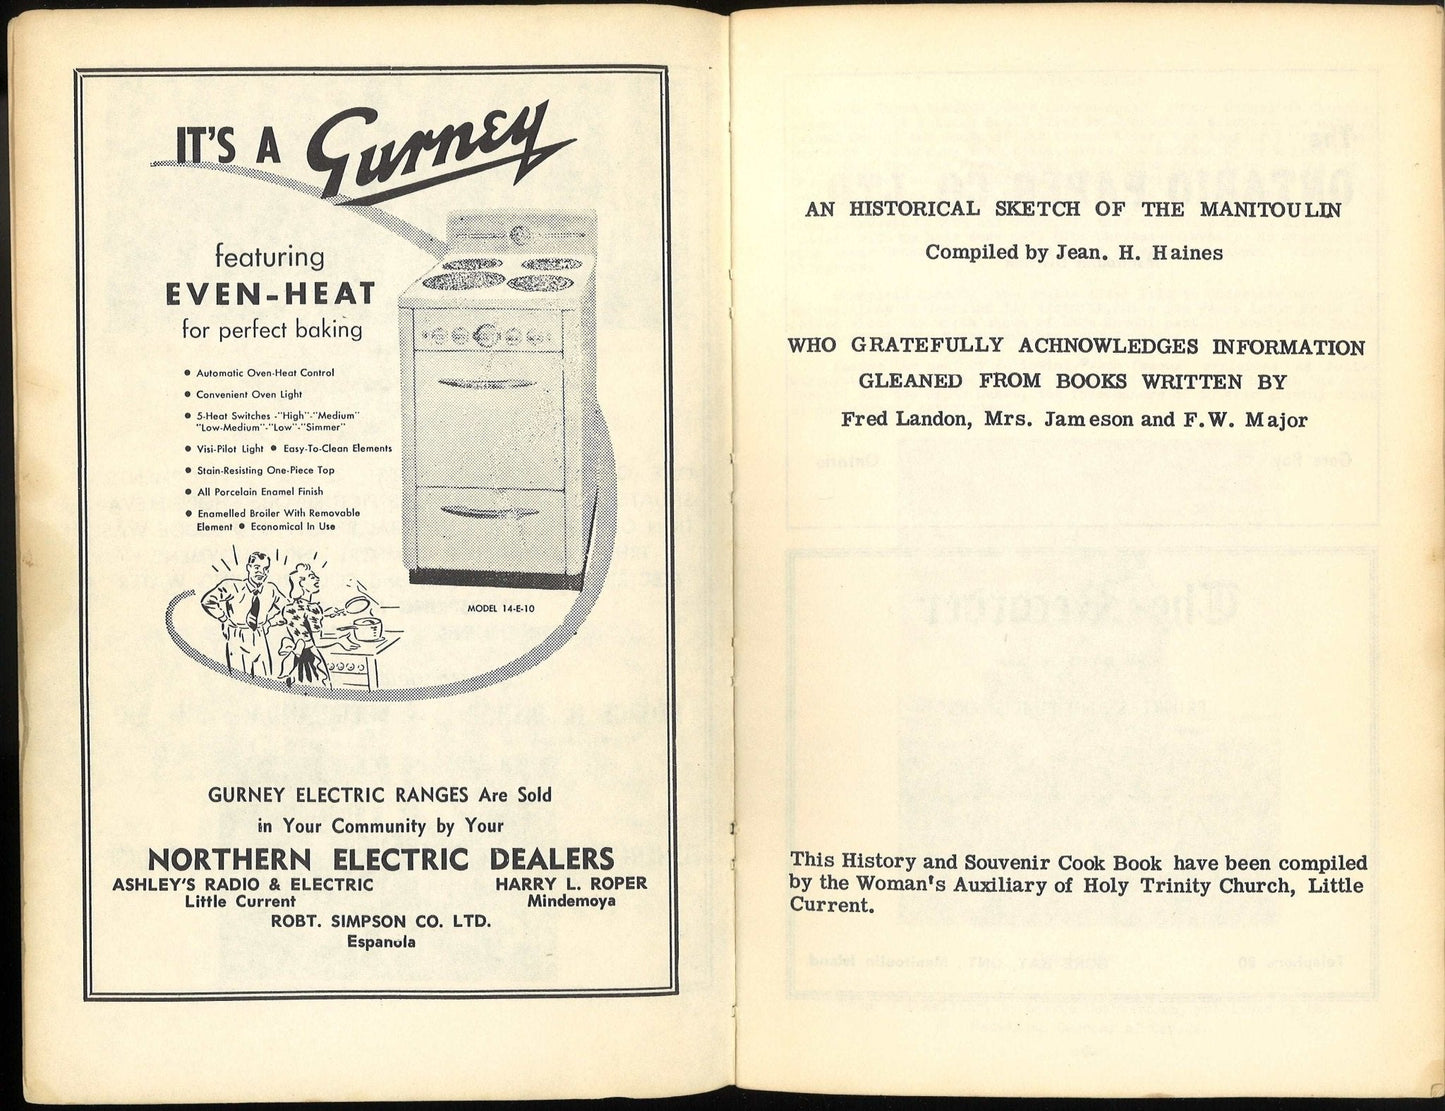 IT'S A Gurney
featuring
EVEN-HEAT
for perfect baking
● Automatic Oven-Heat Control
● Convenient Oven Light
● 5-Heat Switches -"High"-"Medium"
"Low-Medium"-"Low"-"Simmer"
● Visi-Pilot Light ● Easy-To-Clean Elements
● Stain-Resisting One-Piece Top
● All Porcelain Enamel Finish
● Enamelled Broiler With Removable
Element ● Economical In Use
MODEL 14-E-10
GURNEY ELECTRIC RANGES Are Sold
in Your Community by Your
NORTHERN ELECTRIC DEALERS
ASHLEY'S RADIO & ELECTRIC HARRY L. ROPER
Little Current Mindemoya
ROBT. SIMPSON CO. LTD.
Espanola
AN HISTORICAL SKETCH OF THE MANITOULIN
Compiled by Jean. H. Haines
WHO GRATEFULLY ACHNOWLEDGES INFORMATION
GLEANED FROM BOOKS WRITTEN BY
Fred Landon, Mrs. Jameson and F.W. Major
This History and Souvenir Cook Book have been compiled
by the Woman's Auxiliary of Holy Trinity Church, Little
Current.